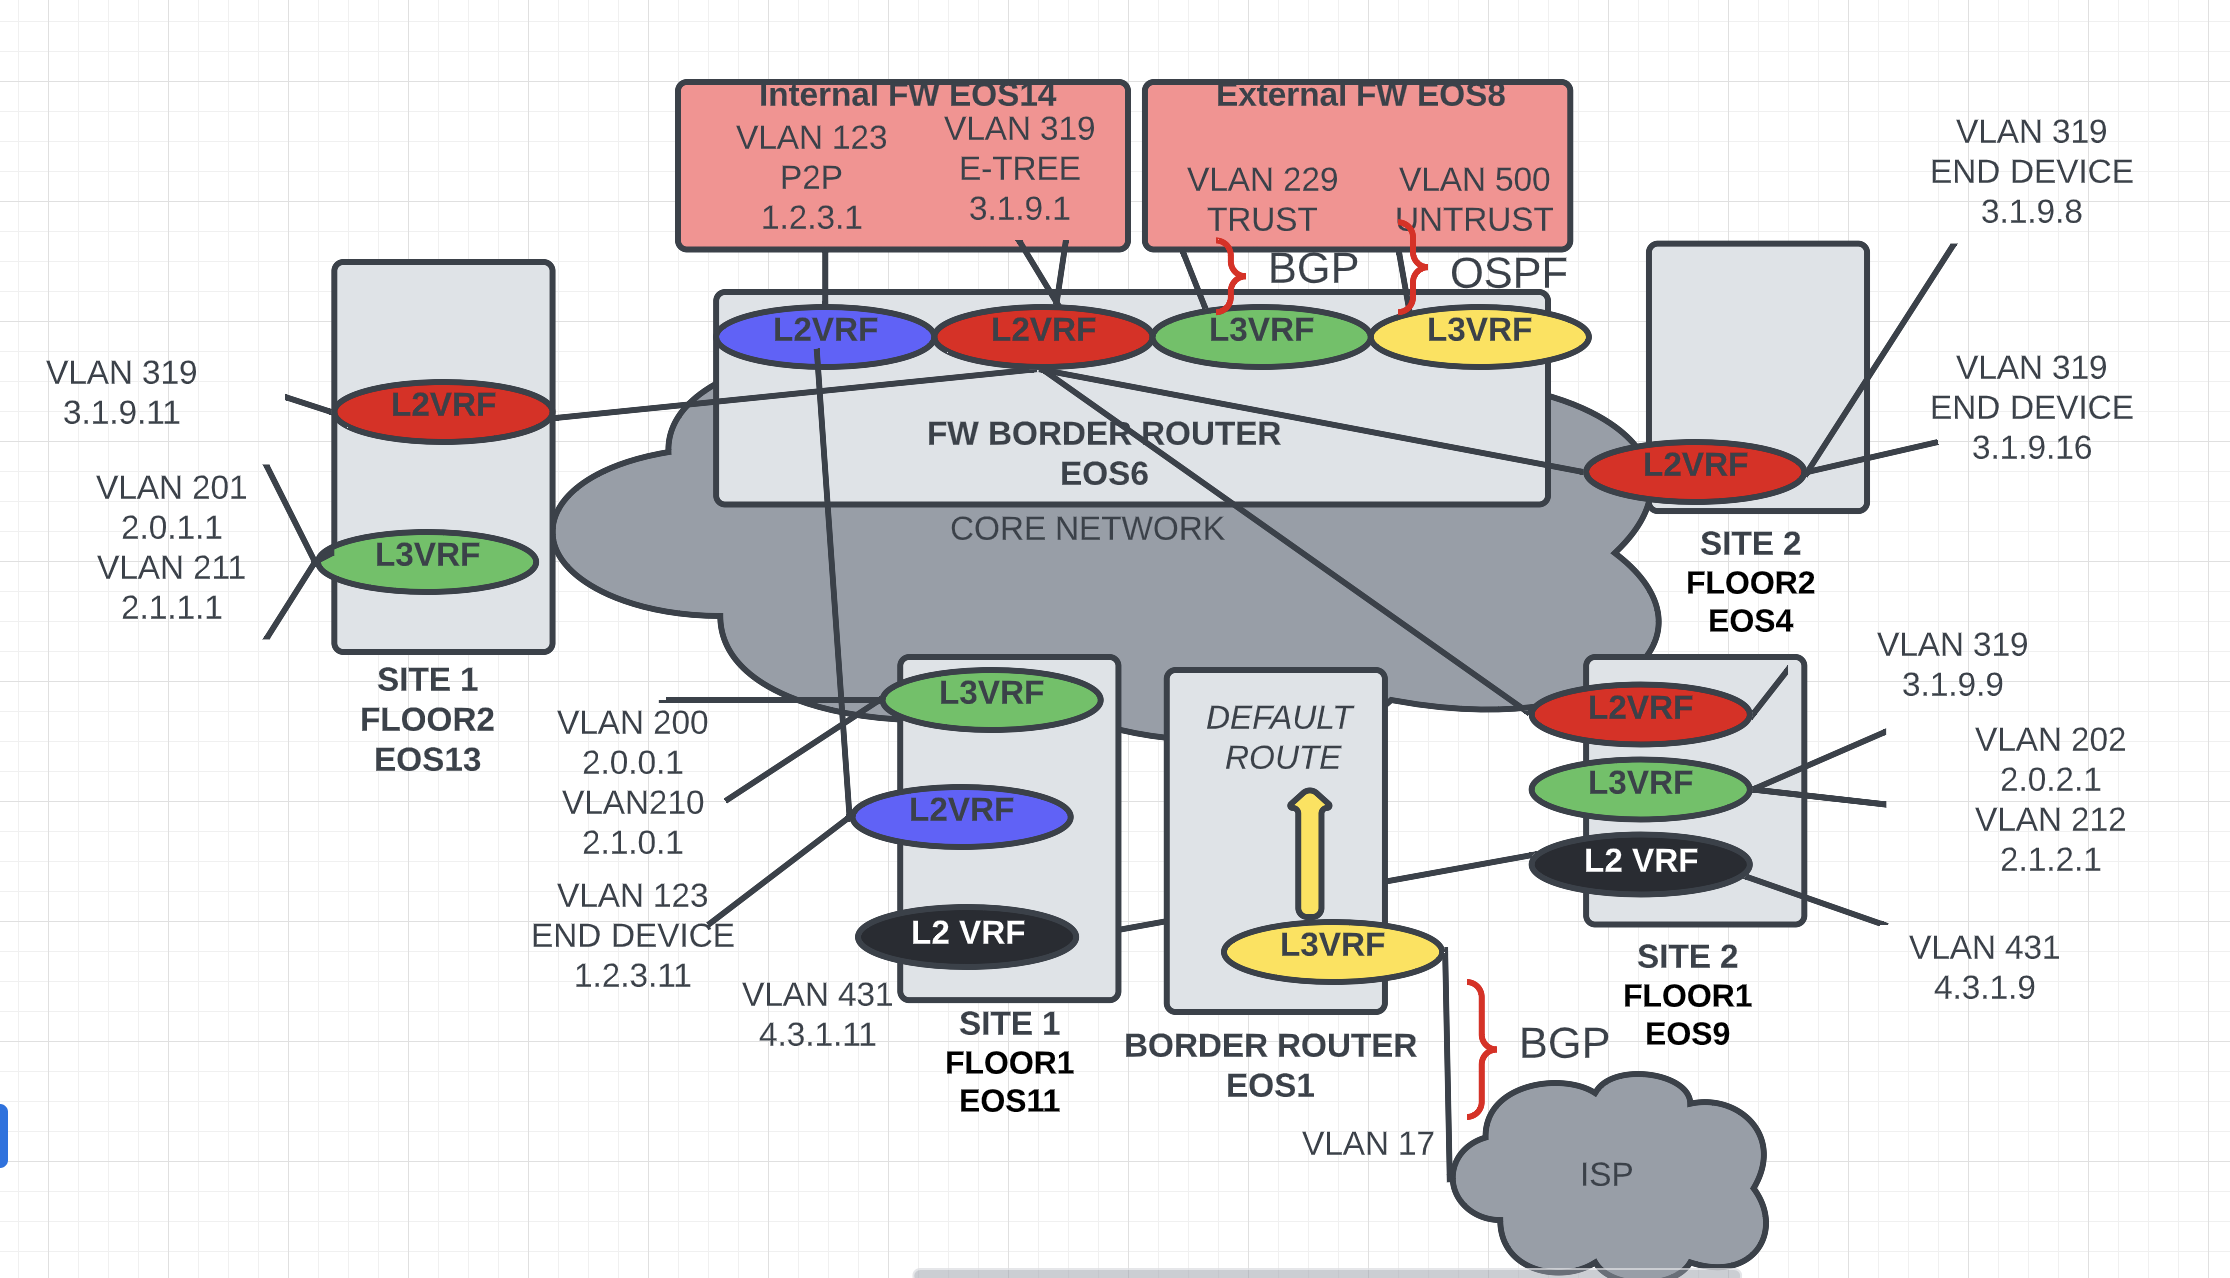 Internal FW EOS14
VLAN 123
P2P
1.2.3.1
VLAN 319
E-TREE
3.1.9.1
External FW EOS8
VLAN 229
TRUST
VLAN 500
UNTRUST
BGP
OSPF
L2VRF
L2VRF
L3VRF
L3VRF
FW BORDER ROUTER
EOS6
CORE NETWORK
VLAN 319
3.1.9.11
VLAN 201
2.0.1.1
VLAN 211
2.1.1.1
L2VRF
L3VRF
SITE 1
FLOOR2
EOS13
VLAN 319
END DEVICE
3.1.9.8
VLAN 319
END DEVICE
3.1.9.16
L2VRF
SITE 2
FLOOR2
EOS4
VLAN 200
2.0.0.1
VLAN210
2.1.0.1
VLAN 123
END DEVICE
1.2.3.11
VLAN 431
4.3.1.11
L3VRF
L2VRF
L2 VRF
SITE 1
FLOOR1
EOS11
DEFAULT
ROUTE
L3VRF
BORDER ROUTER
EOS1
VLAN 17
BGP
ISP
L2VRF
L3VRF
L2 VRF
SITE 2
FLOOR1
EOS9
VLAN 319
3.1.9.9
VLAN 202
2.0.2.1
VLAN 212
2.1.2.1
VLAN 431
4.3.1.9